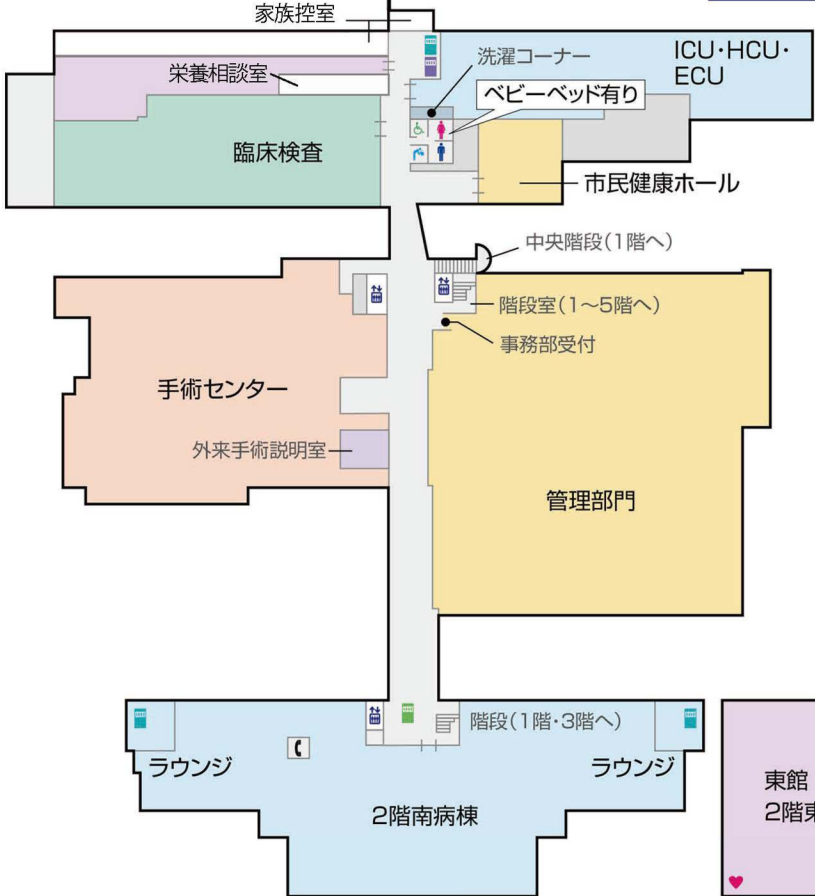 家族控室
栄養相談室
洗濯コーナー
ICU・HCU・
ECU
ベビーベッド有り
臨床検査
市民健康ホール
中央階段(1階へ)
階段室(1〜5階へ)
事務部受付
手術センター
外来手術説明室
管理部門
階段(1階・3階へ)
ラウンジ
ラウンジ
2階南病棟
東館
2階東